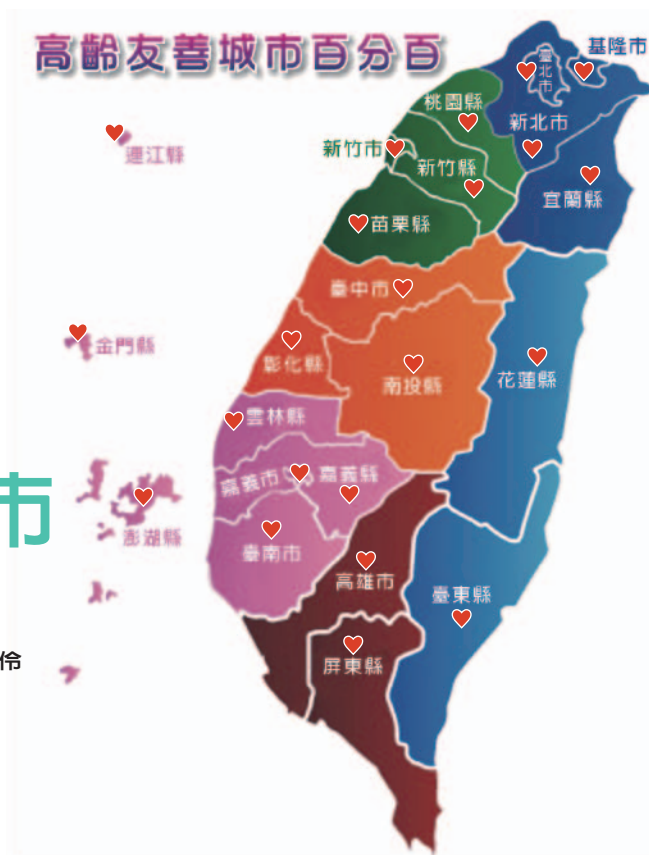 高齡友善城市百分百
基隆市
臺北市
桃園縣
新北市
連江縣
新竹市
新竹縣
宜蘭縣
苗栗縣
臺中市
金門縣
彰化縣
南投縣
花蓮縣
雲林縣
嘉義市
嘉義縣
市
澎湖縣
臺南市
高雄市
臺東縣
伶
屏東縣